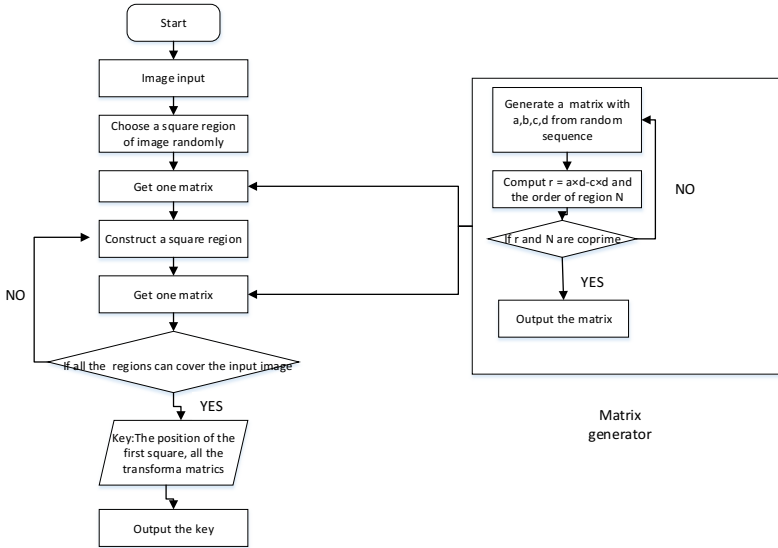 Start
Image input
Choose a square region
of image randomly
Get one matrix
Construct a square region
Get one matrix
NO
If all the regions can cover the input image
YES
Key:The position of the
first square, all the
transforma matrics
Output the key
Generate a matrix with
a,b,c,d from random
sequence
Comput r = a×d-c×d and
the order of region N
NO
If r and N are coprime
YES
Output the matrix
Matrix
generator